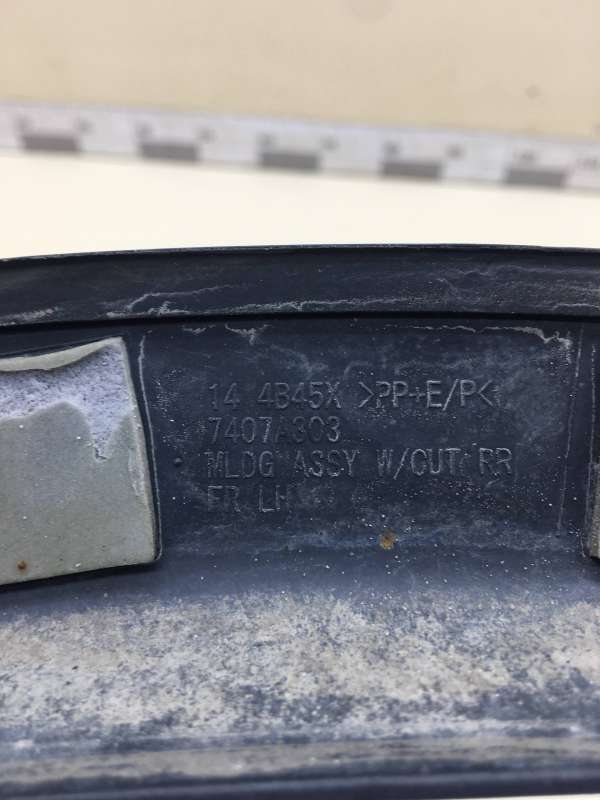 14 4B45X >PP+E/P<
7407A303
MLDG ASSY W/CUT RR
FR LH